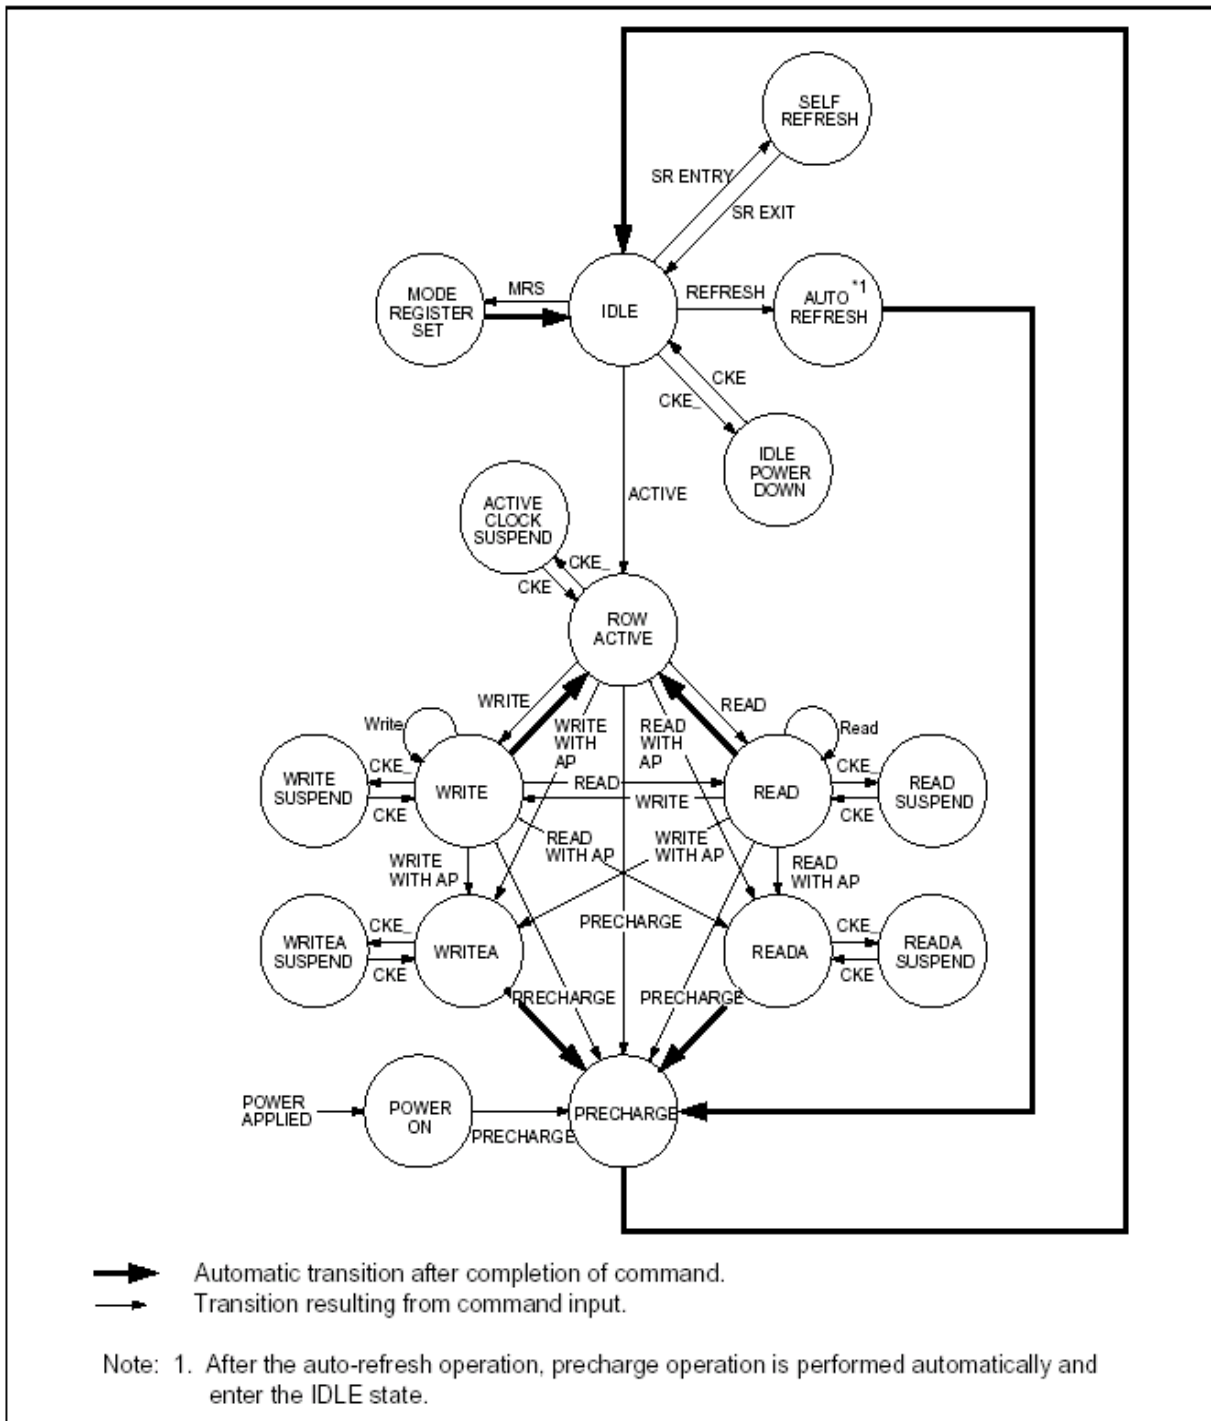 SELF
REFRESH
SR ENTRY
SR EXIT
MODE
REGISTER
SET
MRS
IDLE
REFRESH
AUTO *1
REFRESH
CKE
CKE_
IDLE
POWER
DOWN
ACTIVE
ACTIVE
CLOCK
SUSPEND
CKE_
CKE
ROW
ACTIVE
WRITE
WRITE
WITH
AP
READ
WITH
AP
READ
Write
Read
WRITE
SUSPEND
CKE_
CKE
WRITE
READ
WRITE
READ
CKE_
CKE
READ
SUSPEND
WRITE
WITH AP
READ
WITH AP
WRITE
WITH AP
READ
WITH AP
WRITEA
SUSPEND
CKE_
CKE
WRITEA
PRECHARGE
READA
CKE_
CKE
READA
SUSPEND
PRECHARGE
PRECHARGE
POWER
APPLIED
POWER
ON
PRECHARGE
PRECHARGE
Automatic transition after completion of command.
Transition resulting from command input.
Note: 1. After the auto-refresh operation, precharge operation is performed automatically and
enter the IDLE state.